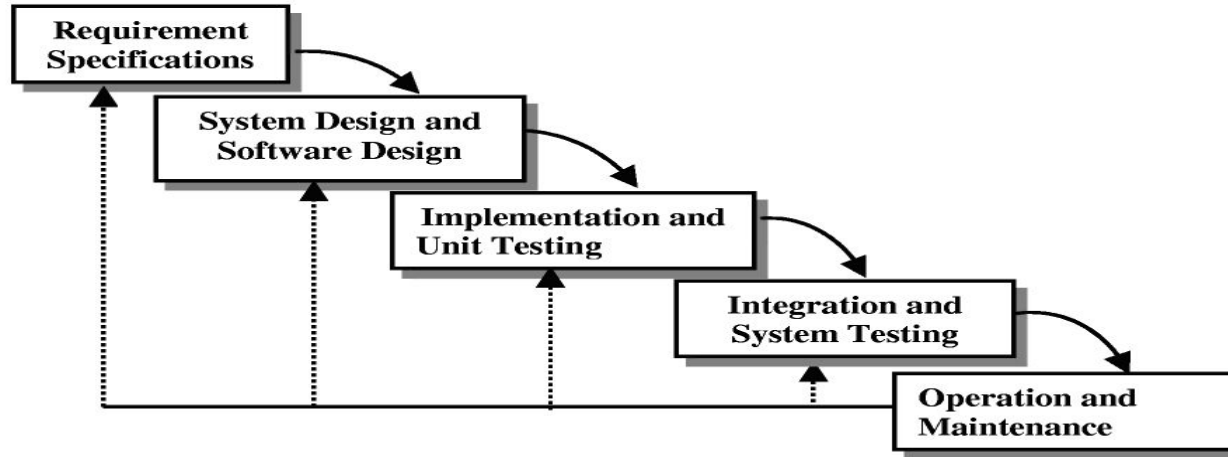 Requirement
Specifications
System Design and
Software Design
Implementation and
Unit Testing
Integration and
System Testing
Operation and
Maintenance